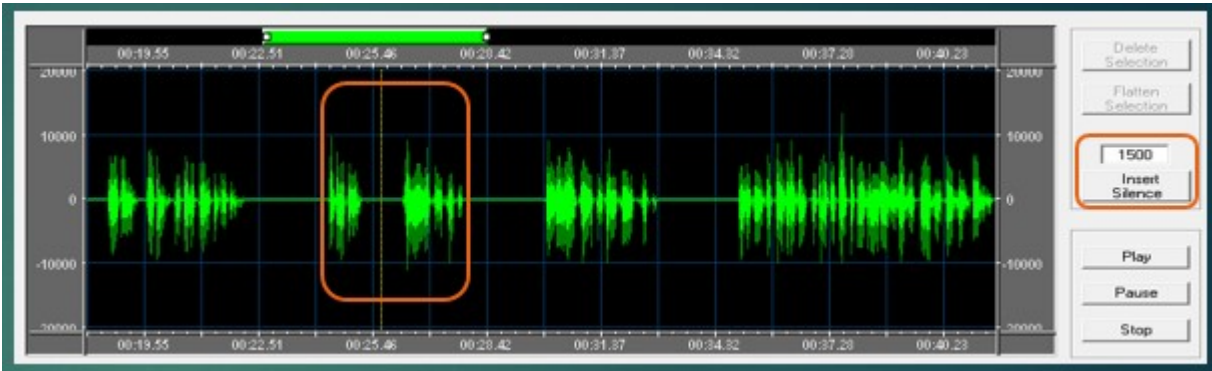 00:19.55 00:22.51 00:25.46 00:28.42 00:31.37 00:34.32 00:37.28 00:40.23
20000 20000
10000 10000
0 0
-10000 -10000
-20000 -20000
00:19.55 00:22.51 00:25.46 00:28.42 00:31.37 00:34.32 00:37.28 00:40.23
Delete
Selection
Flatten
Selection
1500
Insert
Silence
Play
Pause
Stop